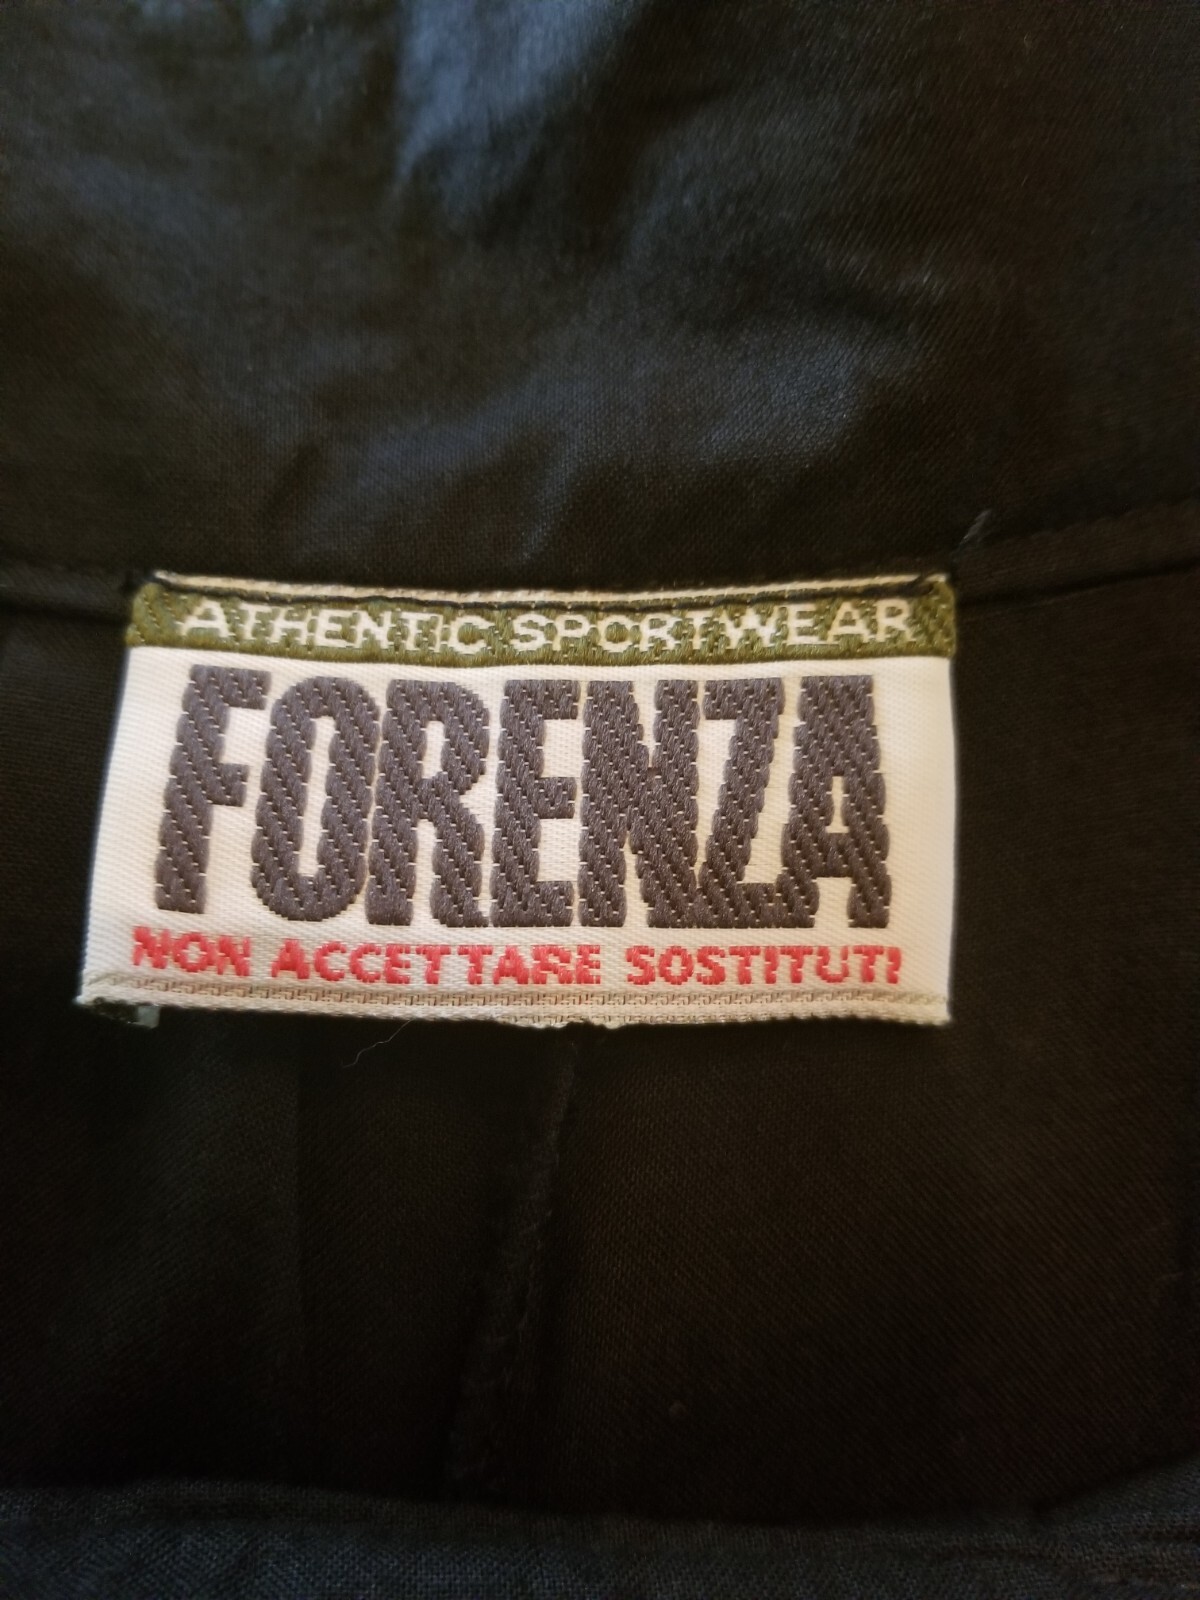 ATHENTIC SPORTWEAR
FORENZA
NON ACCETTARE SOSTITUTI